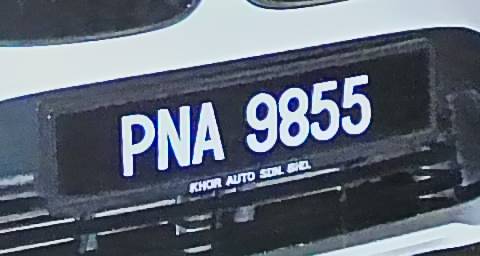 PNA 9855
KHOR AUTO SDN. BHD.